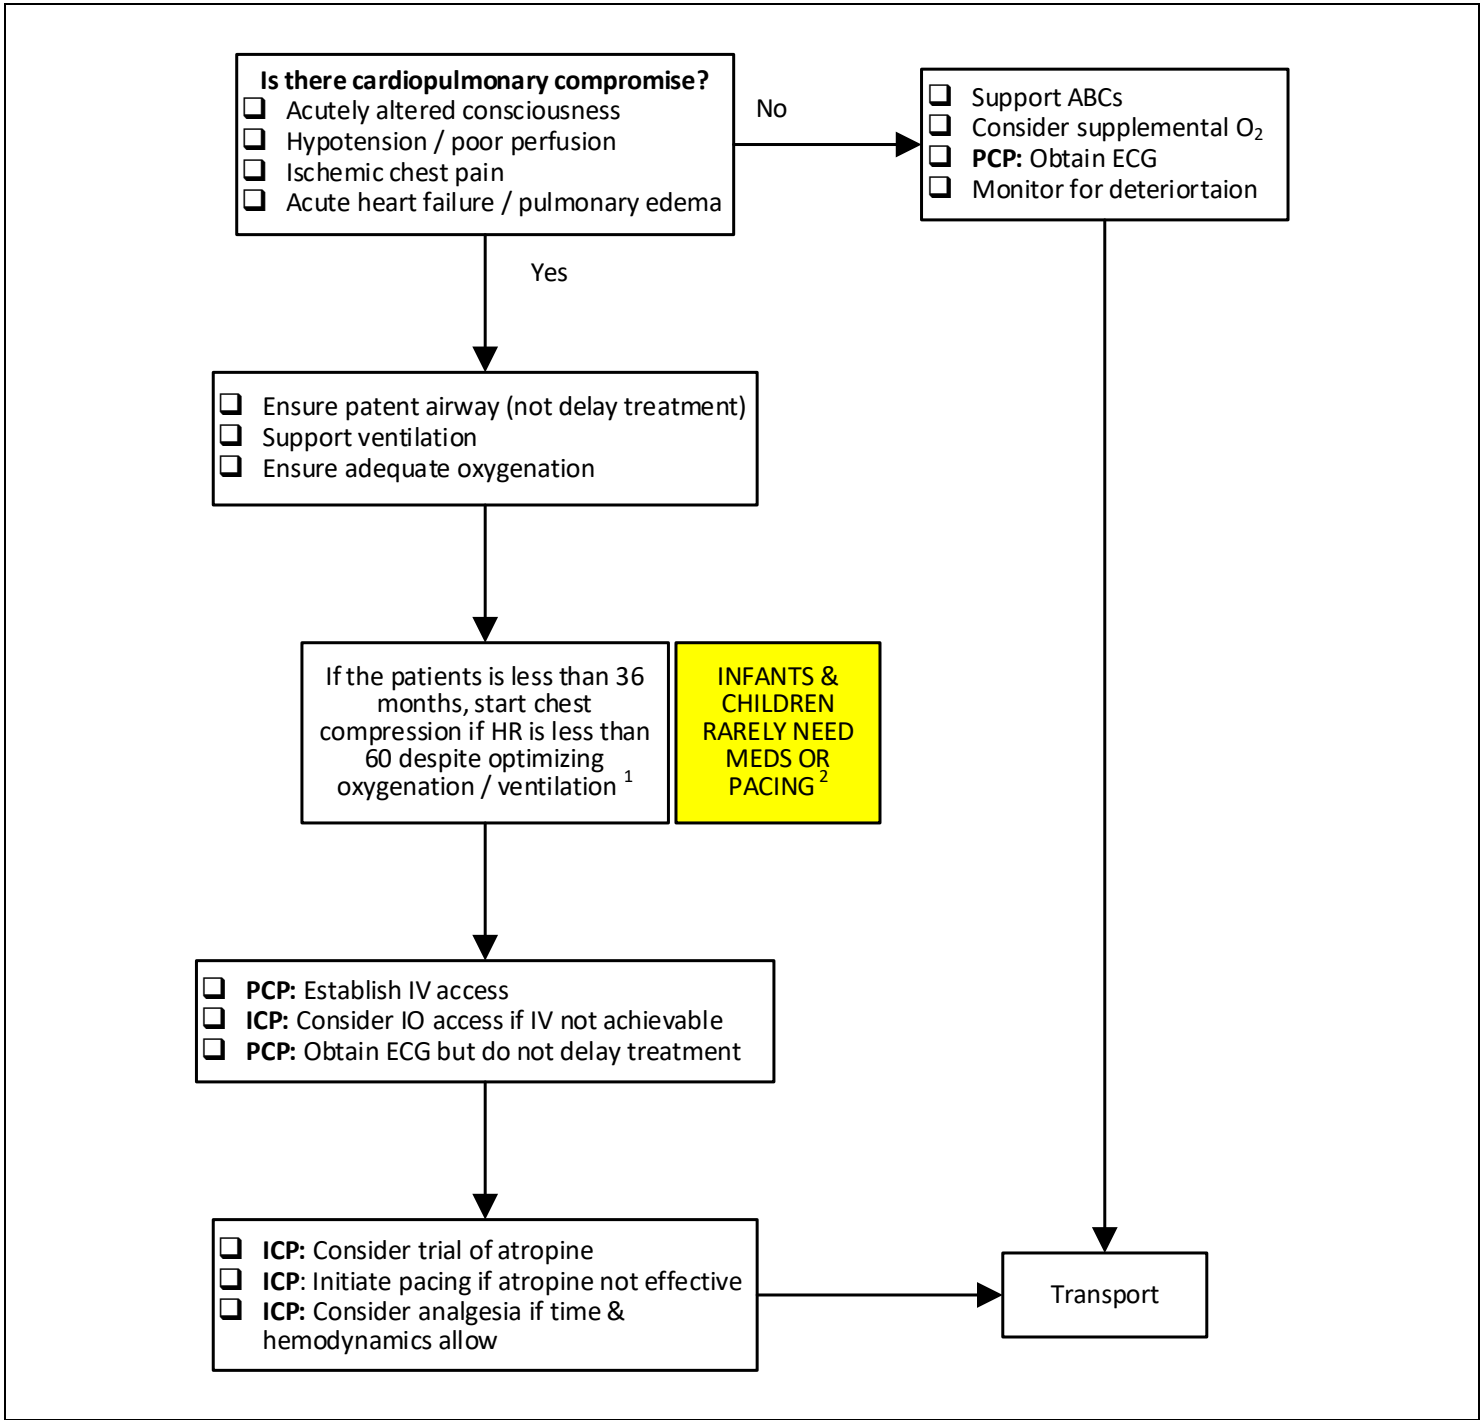 Is there cardiopulmonary compromise?
❑ Acutely altered consciousness
❑ Hypotension / poor perfusion
❑ Ischemic chest pain
❑ Acute heart failure / pulmonary edema
No
❑ Support ABCs
❑ Consider supplemental O₂
❑ PCP: Obtain ECG
❑ Monitor for deteriortaion
Yes
❑ Ensure patent airway (not delay treatment)
❑ Support ventilation
❑ Ensure adequate oxygenation
If the patients is less than 36
months, start chest
compression if HR is less than
60 despite optimizing
oxygenation / ventilation ¹
INFANTS &
CHILDREN
RARELY NEED
MEDS OR
PACING ²
❑ PCP: Establish IV access
❑ ICP: Consider IO access if IV not achievable
❑ PCP: Obtain ECG but do not delay treatment
❑ ICP: Consider trial of atropine
❑ ICP: Initiate pacing if atropine not effective
❑ ICP: Consider analgesia if time &
hemodynamics allow
Transport